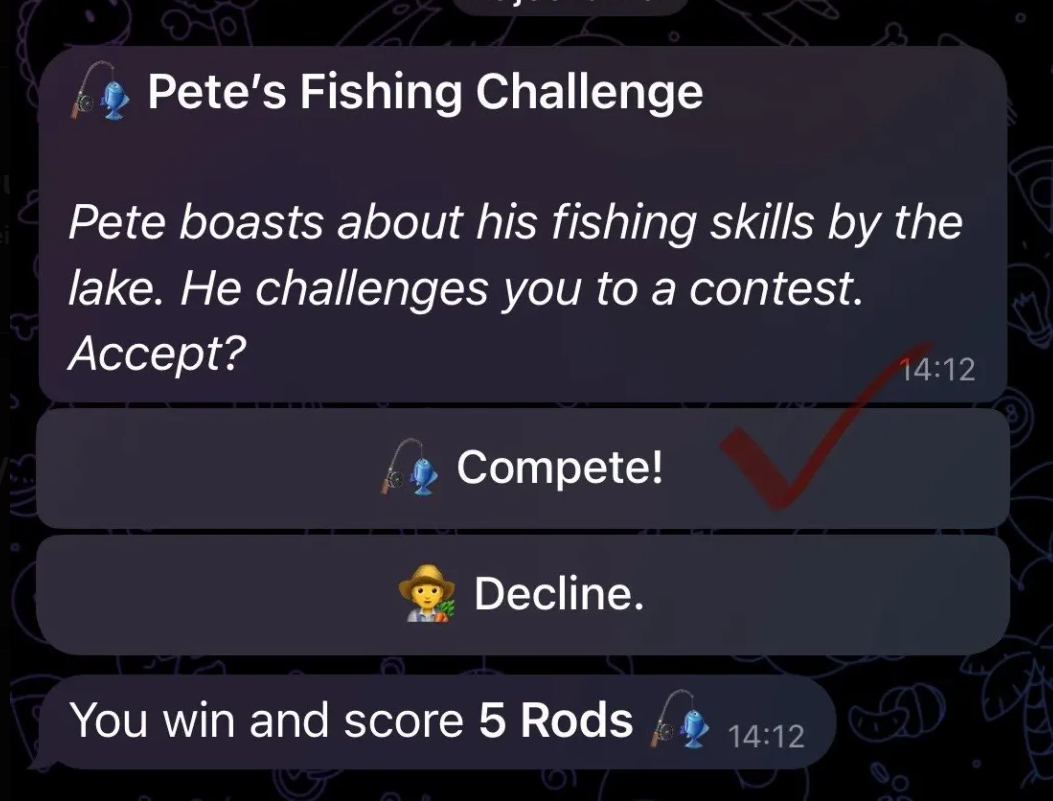 🎣 Pete’s Fishing Challenge
Pete boasts about his fishing skills by the
lake. He challenges you to a contest.
Accept?
14:12
🎣 Compete!
🧑‍🌾 Decline.
You win and score 5 Rods 🎣 14:12